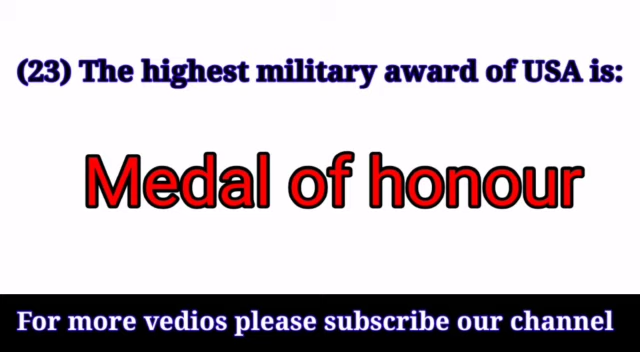 (23) The highest military award of USA is:
Medal of honour
For more vedios please subscribe our channel